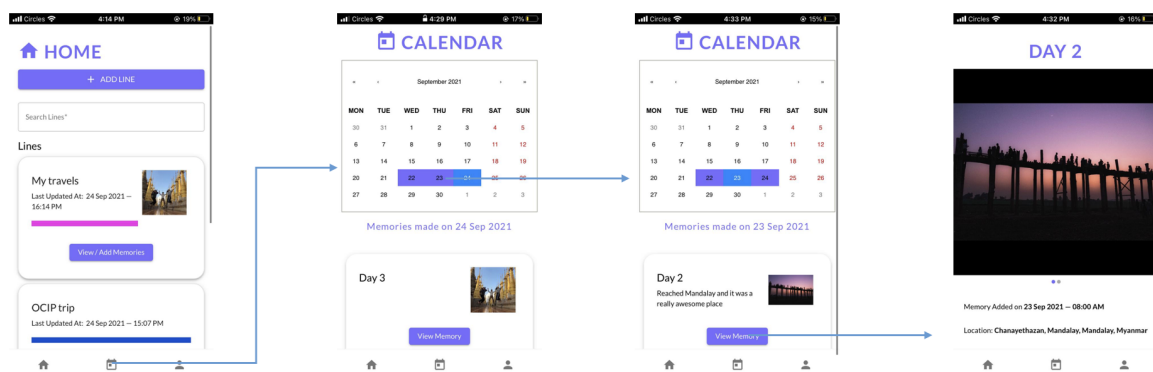 Circles 4:14 PM 19%
HOME
+ ADD LINE
Search Lines*
Lines
My travels
Last Updated At: 24 Sep 2021 —
16:14 PM
View / Add Memories
OCIP trip
Last Updated At: 24 Sep 2021 — 15:07 PM
Circles 4:29 PM 17%
CALENDAR
« ‹ September 2021 › »
MON TUE WED THU FRI SAT SUN
30 31 1 2 3 4 5
6 7 8 9 10 11 12
13 14 15 16 17 18 19
20 21 22 23 24 25 26
27 28 29 30 1 2 3
Memories made on 24 Sep 2021
Day 3
View Memory
Circles 4:33 PM 15%
CALENDAR
« ‹ September 2021 › »
MON TUE WED THU FRI SAT SUN
30 31 1 2 3 4 5
6 7 8 9 10 11 12
13 14 15 16 17 18 19
20 21 22 23 24 25 26
27 28 29 30 1 2 3
Memories made on 23 Sep 2021
Day 2
Reached Mandalay and it was a
really awesome place
View Memory
Circles 4:32 PM 16%
DAY 2
Memory Added on 23 Sep 2021 — 08:00 AM
Location: Chanayethazan, Mandalay, Mandalay, Myanmar